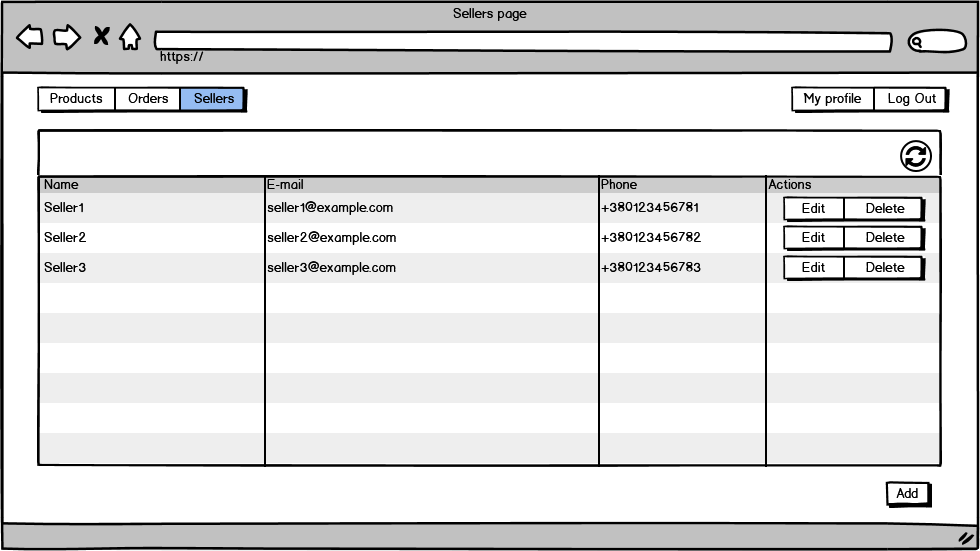 Sellers page
https://
Products Orders Sellers My profile Log Out
Name E-mail Phone Actions
Seller1 seller1@example.com +380123456781 Edit Delete
Seller2 seller2@example.com +380123456782 Edit Delete
Seller3 seller3@example.com +380123456783 Edit Delete
Add